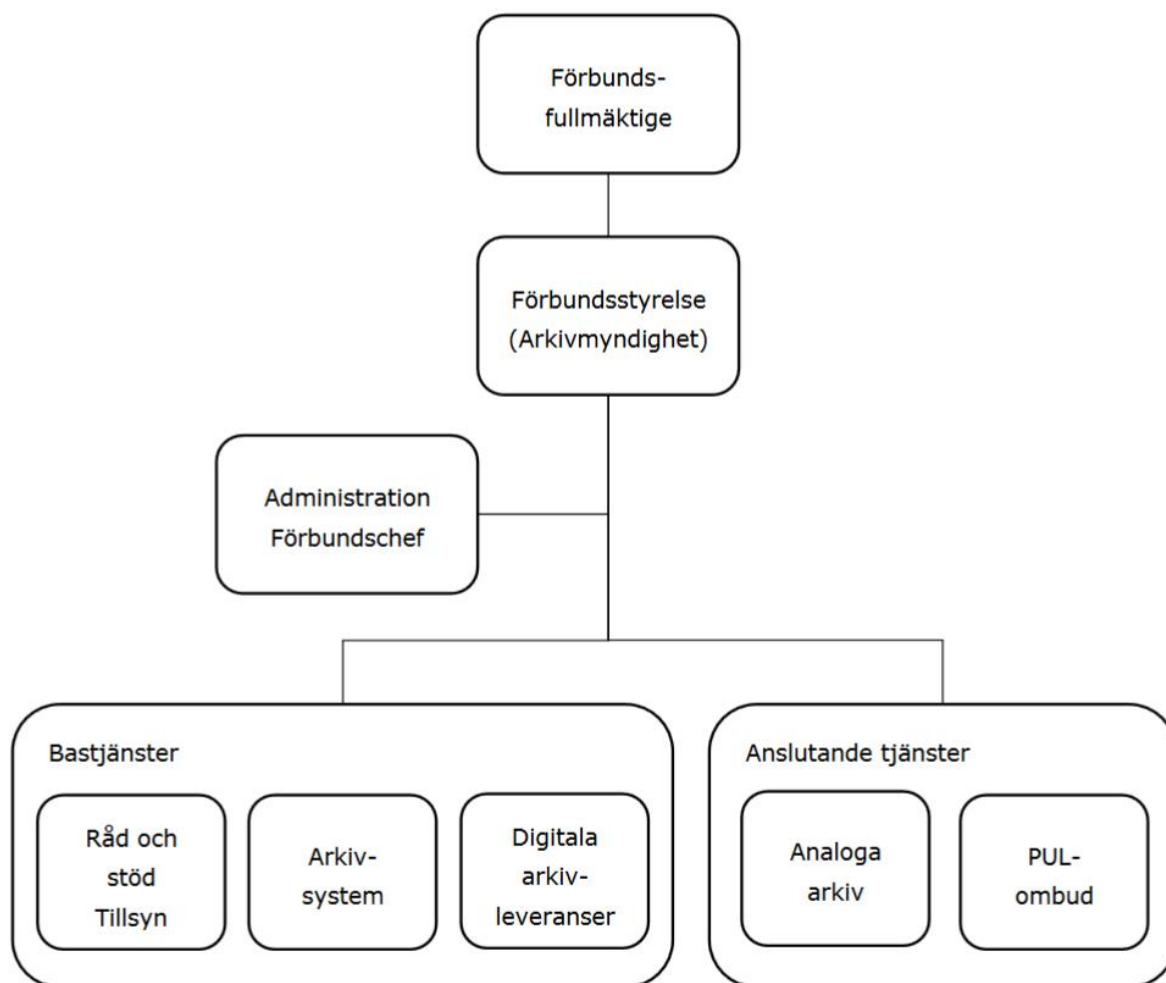 Förbunds-
fullmäktige
Förbundsstyrelse
(Arkivmyndighet)
Administration
Förbundschef
Bastjänster
Råd och
stöd
Tillsyn
Arkiv-
system
Digitala
arkiv-
leveranser
Anslutande tjänster
Analoga
arkiv
PUL-
ombud